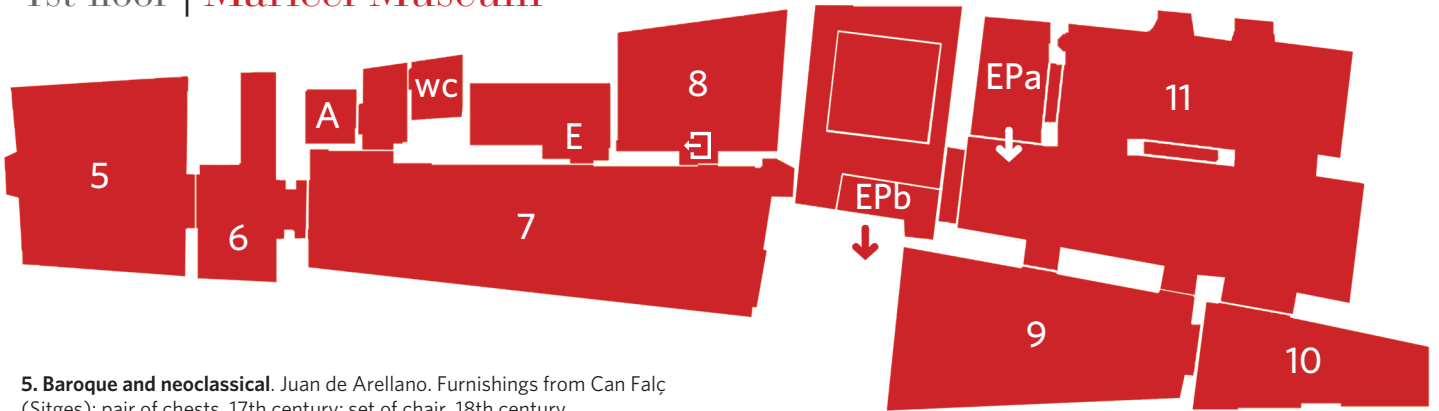 1st floor | Maricel Museum
A
wc
E
8
EPa
11
5
6
7
EPb
9
10
5. Baroque and neoclassical. Juan de Arellano. Furnishings from Can Falç
(Sitges): pair of chests, 17th century; set of chair, 18th century